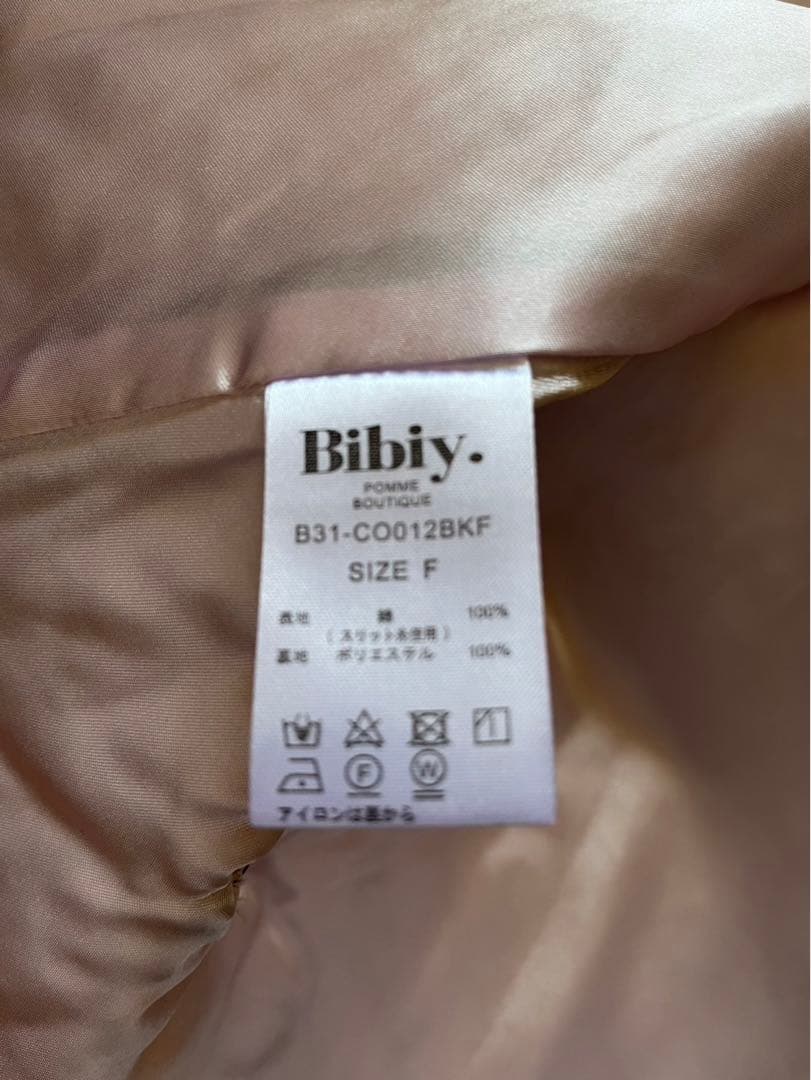 Bibiy.
POMME
BOUTIQUE
B31-CO012BKF
SIZE F
表地 綿 100%
(スリット糸使用)
裏地 ポリエステル 100%
F W
アイロンは裏から